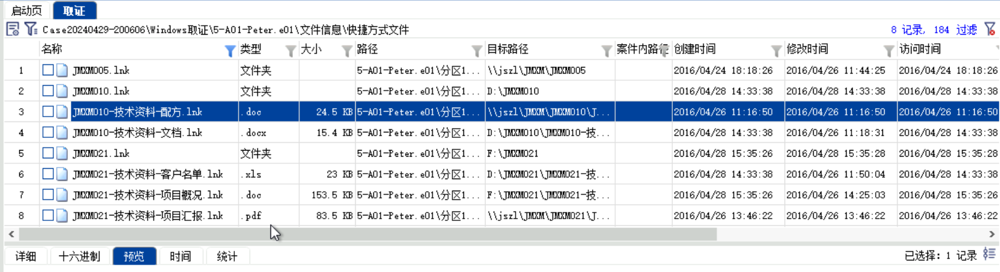 启动页 取证
Case20240429-200606\Windows取证\5-A01-Peter.e01\文件信息\快捷方式文件 8 记录, 184 过滤
名称 类型 大小 路径 目标路径 案件内路径 创建时间 修改时间 访问时间
1 JMXM005.lnk 文件夹 5-A01-Peter.e01\分区1... \\jszl\JMXM\JMXM005 2016/04/24 18:18:26 2016/04/26 11:44:25 2016/04/24 18:18:26
2 JMXM010.lnk 文件夹 5-A01-Peter.e01\分区1... D:\JMXM010 2016/04/28 14:33:38 2016/04/28 14:33:38 2016/04/28 14:33:38
3 JMXM010-技术资料-配方.lnk .doc 24.5 KB 5-A01-Peter.e01\分区1... \\jszl\JMXM\JMXM010\J... 2016/04/26 11:16:50 2016/04/26 11:16:50 2016/04/26 11:16:50
4 JMXM010-技术资料-文档.lnk .docx 15.4 KB 5-A01-Peter.e01\分区1... D:\JMXM010\JMXM010-技... 2016/04/28 14:33:38 2016/04/26 11:18:31 2016/04/28 14:33:38
5 JMXM021.lnk 文件夹 5-A01-Peter.e01\分区1... F:\JMXM021 2016/04/28 15:35:26 2016/04/28 15:35:28 2016/04/28 15:35:28
6 JMXM021-技术资料-客户名单.lnk .xls 23 KB 5-A01-Peter.e01\分区1... D:\JMXM021\JMXM021-技... 2016/04/28 14:33:38 2016/04/26 11:50:04 2016/04/28 14:33:38
7 JMXM021-技术资料-项目概况.lnk .doc 153.5 KB 5-A01-Peter.e01\分区1... F:\JMXM021\JMXM021-技... 2016/04/28 15:35:26 2016/04/26 14:25:03 2016/04/28 15:35:26
8 JMXM021-技术资料-项目汇报.lnk .pdf 83.5 KB 5-A01-Peter.e01\分区1... \\jszl\JMXM\JMXM021\J... 2016/04/26 13:46:22 2016/04/26 13:46:22 2016/04/26 13:46:22
详细 十六进制 预览 时间 统计 已选择: 1 记录